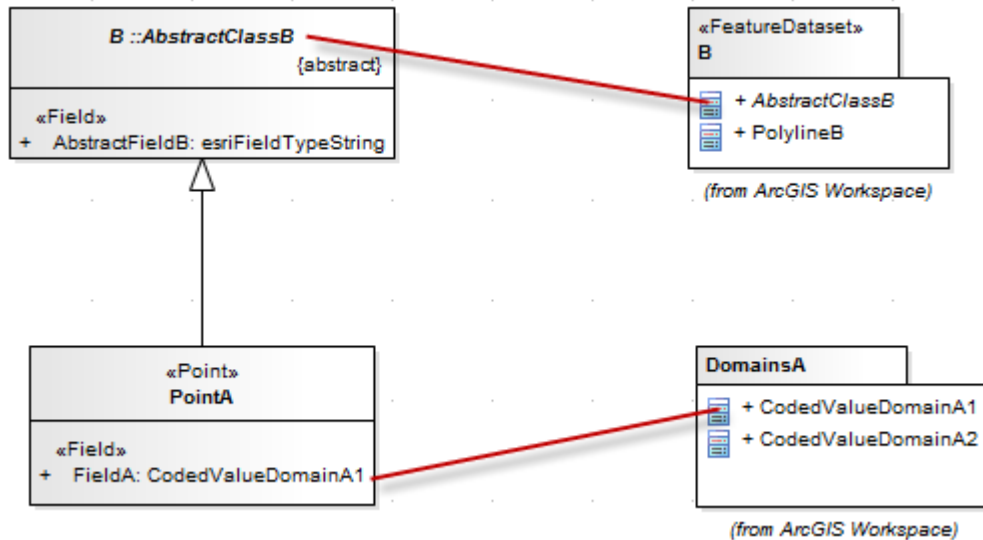 B ::AbstractClassB
{abstract}
«Field»
+ AbstractFieldB: esriFieldTypeString
«FeatureDataset»
B
+ AbstractClassB
+ PolylineB
(from ArcGIS Workspace)
«Point»
PointA
«Field»
+ FieldA: CodedValueDomainA1
DomainsA
+ CodedValueDomainA1
+ CodedValueDomainA2
(from ArcGIS Workspace)